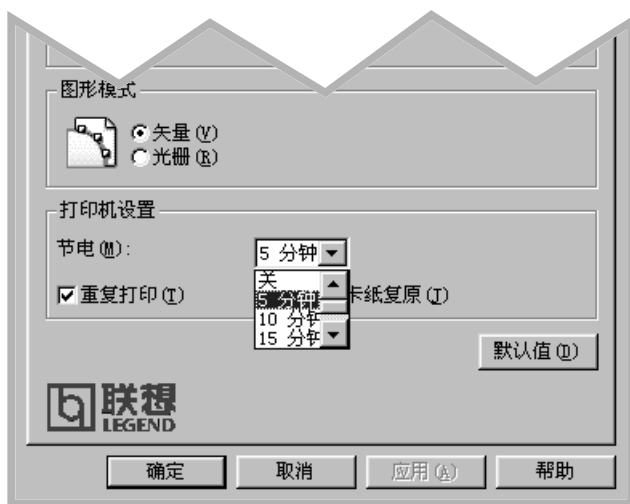 图形模式
矢量(V)
光栅(R)
打印机设置
节电(M):
5 分钟
关
5 分钟
10 分钟
15 分钟
重复打印(T)
卡纸复原(J)
默认值(D)
联想
LEGEND
确定
取消
应用(A)
帮助